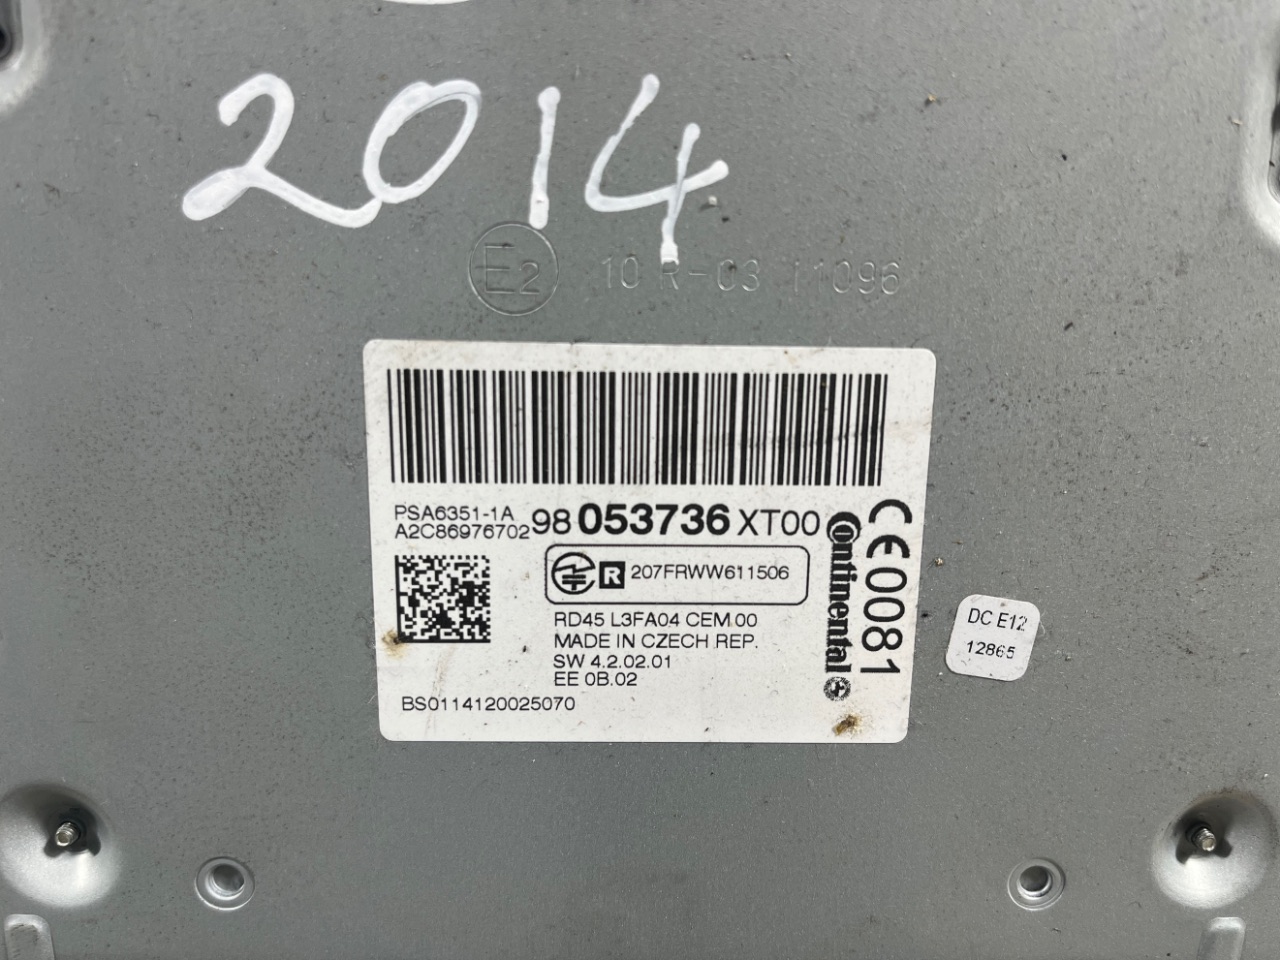 2014
E2 10 R-03 11096
PSA6351-1A
A2C86976702
98 053736 XT00
R 207FRWW611506
RD45 L3FA04 CEM 00
MADE IN CZECH REP.
SW 4.2.02.01
EE 0B.02
BS0114120025070
Continental
CE0081
DC E12
12865